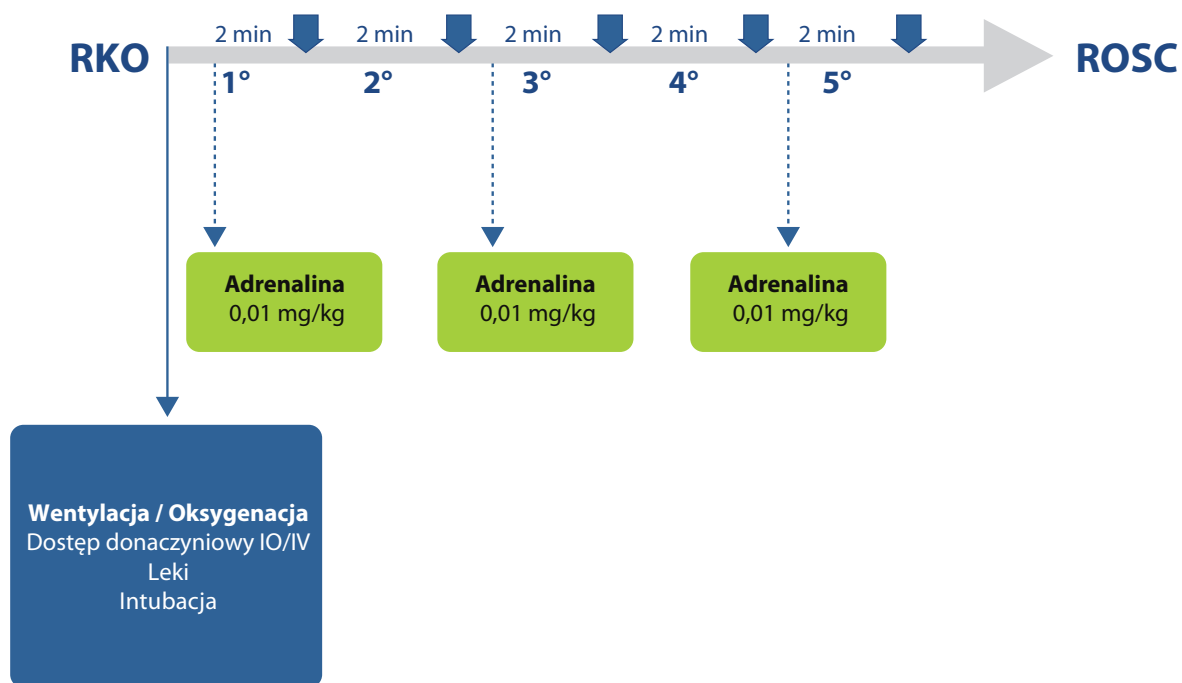 2 min 2 min 2 min 2 min 2 min
RKO ROSC
1° 2° 3° 4° 5°
Adrenalina
0,01 mg/kg
Adrenalina
0,01 mg/kg
Adrenalina
0,01 mg/kg
Wentylacja / Oksygenacja
Dostęp donaczyniowy IO/IV
Leki
Intubacja